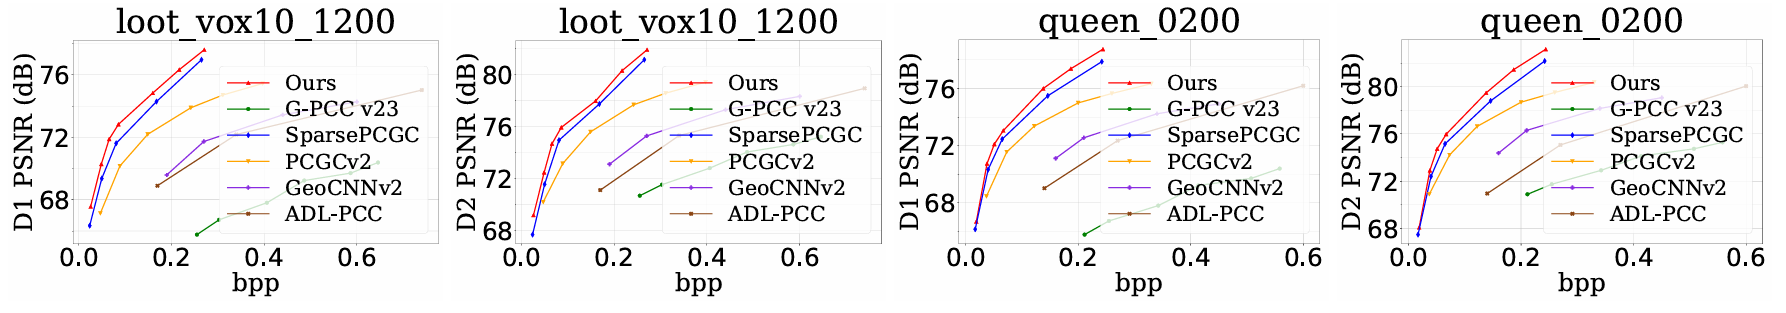 loot_vox10_1200
D1 PSNR (dB)
76
72
68
0.0 0.2 0.4 0.6
bpp
Ours
G-PCC v23
SparsePCGC
PCGCv2
GeoCNNv2
ADL-PCC
loot_vox10_1200
D2 PSNR (dB)
80
76
72
68
0.0 0.2 0.4 0.6
bpp
Ours
G-PCC v23
SparsePCGC
PCGCv2
GeoCNNv2
ADL-PCC
queen_0200
D1 PSNR (dB)
76
72
68
0.0 0.2 0.4 0.6
bpp
Ours
G-PCC v23
SparsePCGC
PCGCv2
GeoCNNv2
ADL-PCC
queen_0200
D2 PSNR (dB)
80
76
72
68
0.0 0.2 0.4 0.6
bpp
Ours
G-PCC v23
SparsePCGC
PCGCv2
GeoCNNv2
ADL-PCC